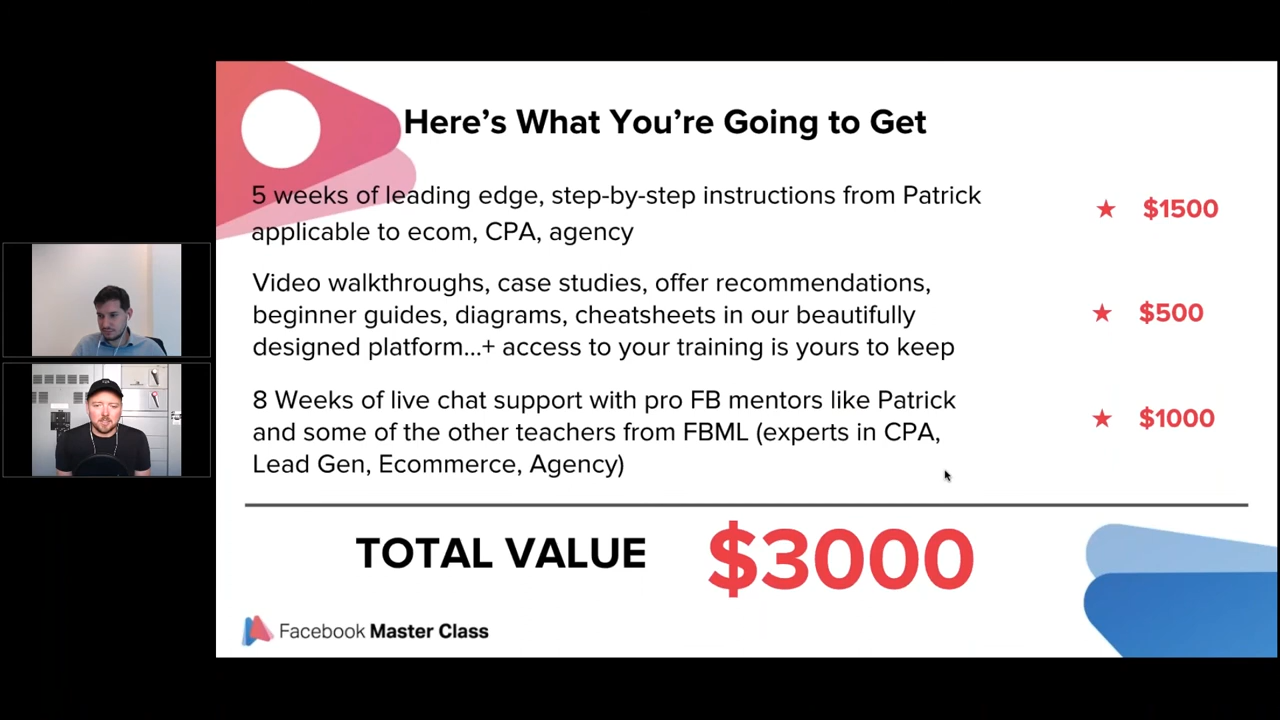 Here’s What You’re Going to Get
5 weeks of leading edge, step-by-step instructions from Patrick
applicable to ecom, CPA, agency
★ $1500
Video walkthroughs, case studies, offer recommendations,
beginner guides, diagrams, cheatsheets in our beautifully
designed platform...+ access to your training is yours to keep
★ $500
8 Weeks of live chat support with pro FB mentors like Patrick
and some of the other teachers from FBML (experts in CPA,
Lead Gen, Ecommerce, Agency)
★ $1000
TOTAL VALUE $3000
Facebook Master Class